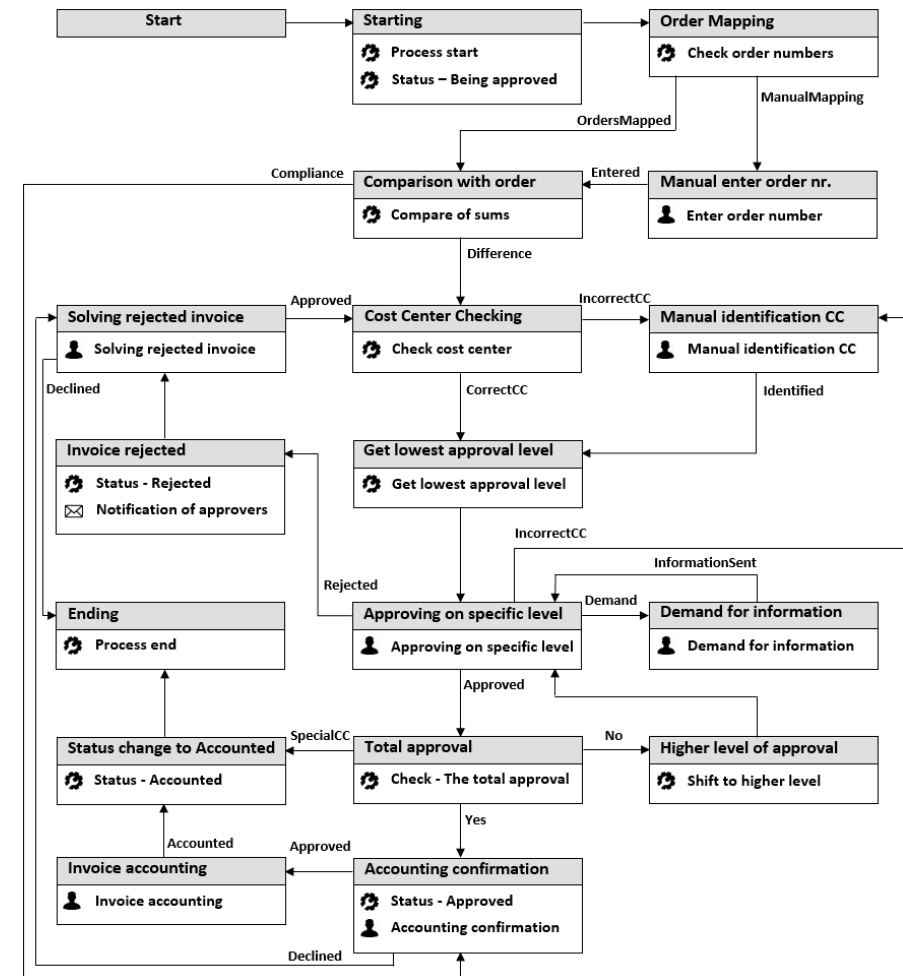 Start
Starting
Process start
Status – Being approved
Order Mapping
Check order numbers
OrdersMapped
ManualMapping
Compliance
Comparison with order
Compare of sums
Entered
Manual enter order nr.
Enter order number
Difference
Solving rejected invoice
Solving rejected invoice
Approved
Cost Center Checking
Check cost center
IncorrectCC
Manual identification CC
Manual identification CC
Declined
CorrectCC
Identified
Invoice rejected
Status - Rejected
Notification of approvers
Get lowest approval level
Get lowest approval level
IncorrectCC
InformationSent
Rejected
Ending
Process end
Approving on specific level
Approving on specific level
Demand
Demand for information
Demand for information
Approved
Status change to Accounted
Status - Accounted
SpecialCC
Total approval
Check - The total approval
No
Higher level of approval
Shift to higher level
Yes
Accounted
Approved
Invoice accounting
Invoice accounting
Accounting confirmation
Status - Approved
Accounting confirmation
Declined